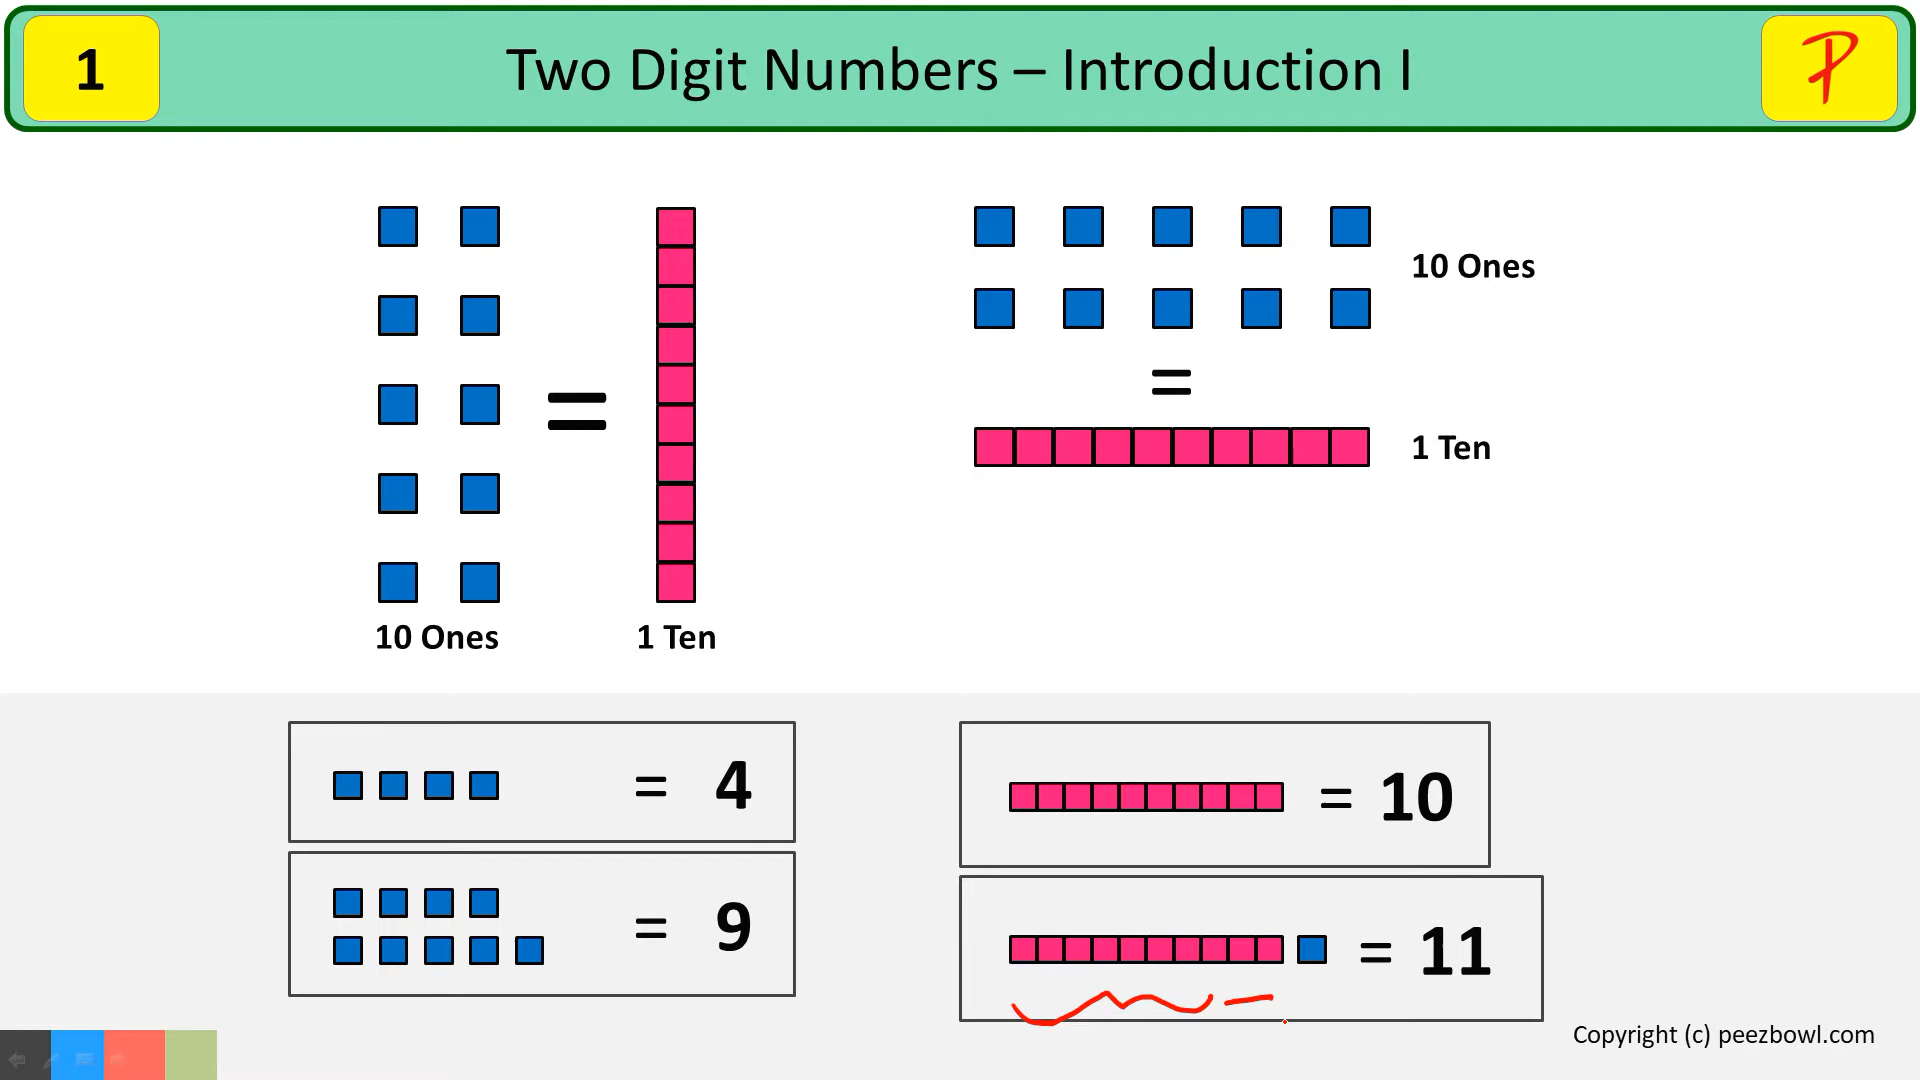 1
Two Digit Numbers – Introduction I
P
=
10 Ones
1 Ten
10 Ones
=
1 Ten
= 4
= 9
= 10
= 11
Copyright (c) peezbowl.com